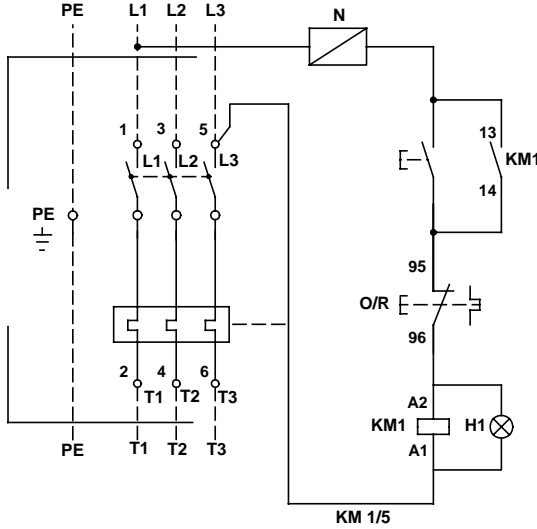 PE L1 L2 L3
N
1 3 5
L1 L2 L3
13
KM1
14
PE
95
O/R
96
2 4 6
T1 T2 T3
A2
KM1 H1
A1
PE T1 T2 T3
KM 1/5